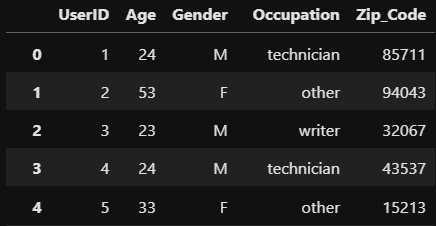 UserID Age Gender Occupation Zip_Code
0 1 24 M technician 85711
1 2 53 F other 94043
2 3 23 M writer 32067
3 4 24 M technician 43537
4 5 33 F other 15213